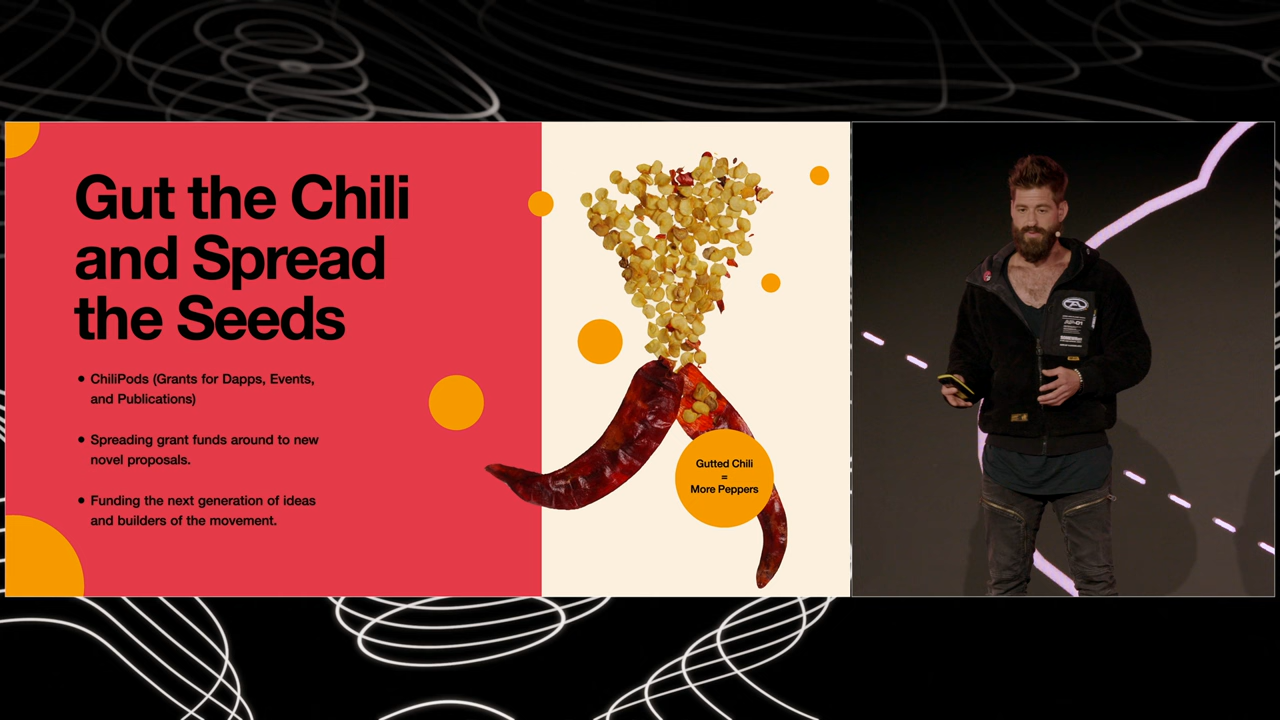 Gut the Chili
and Spread
the Seeds
● ChiliPods (Grants for Dapps, Events,
and Publications)
● Spreading grant funds around to new
novel proposals.
● Funding the next generation of ideas
and builders of the movement.
Gutted Chili
=
More Peppers